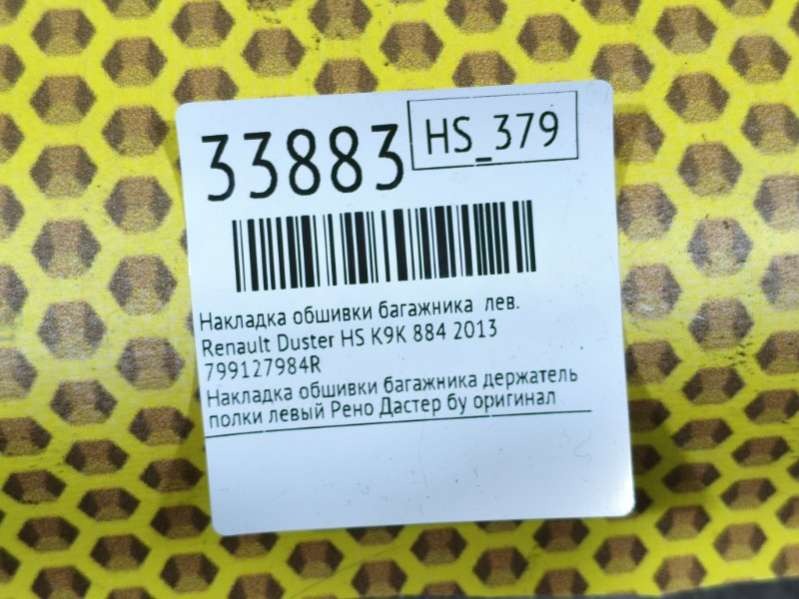 33883
HS_379
Накладка обшивки багажника лев.
Renault Duster HS K9K 884 2013
799127984R
Накладка обшивки багажника держатель
полки левый Рено Дастер бу оригинал